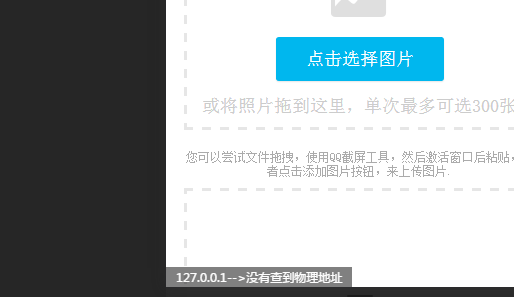 点击选择图片
或将照片拖到这里，单次最多可选300张
您可以尝试文件拖拽，使用QQ截屏工具，然后激活窗口后粘贴，
者点击添加图片按钮，来上传图片.
127.0.0.1-->没有查到物理地址